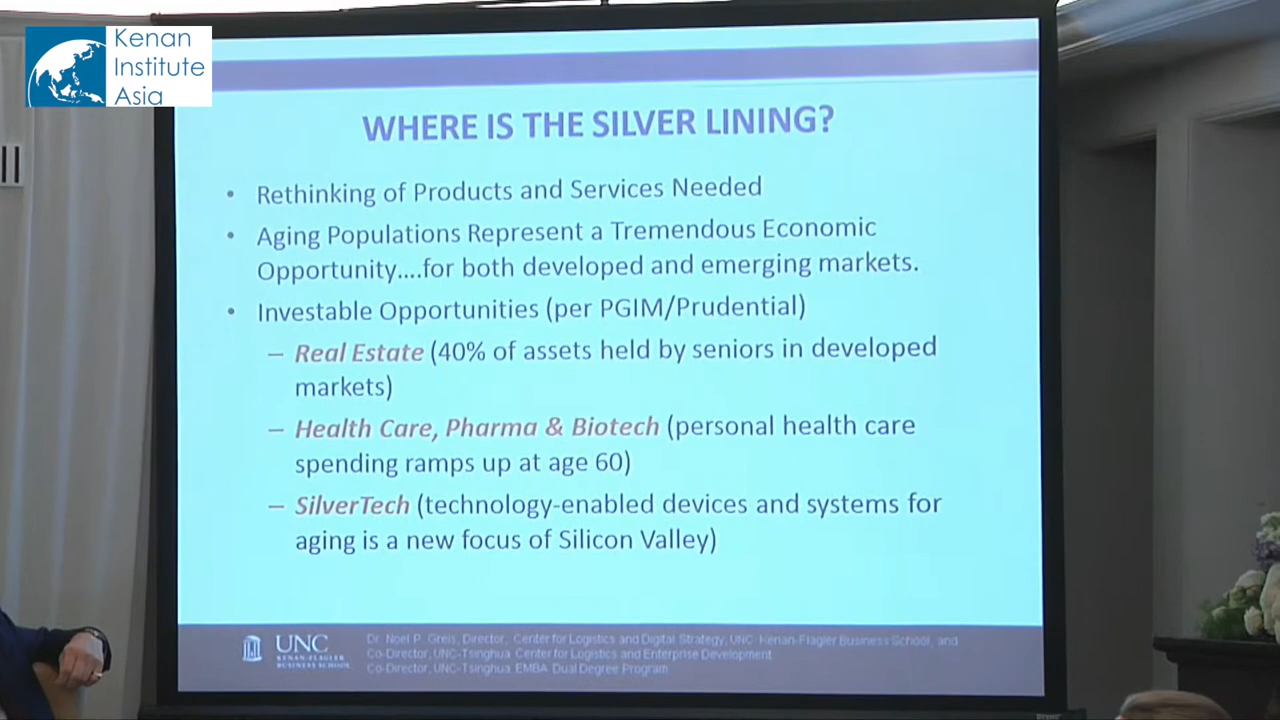 Kenan
Institute
Asia
WHERE IS THE SILVER LINING?
• Rethinking of Products and Services Needed
• Aging Populations Represent a Tremendous Economic
Opportunity....for both developed and emerging markets.
• Investable Opportunities (per PGIM/Prudential)
– Real Estate (40% of assets held by seniors in developed
markets)
– Health Care, Pharma & Biotech (personal health care
spending ramps up at age 60)
– SilverTech (technology-enabled devices and systems for
aging is a new focus of Silicon Valley)
UNC
KENAN-FLAGLER
BUSINESS SCHOOL
Dr. Noel P. Greis, Director, Center for Logistics and Digital Strategy, UNC Kenan-Flagler Business School, and
Co-Director, UNC-Tsinghua Center for Logistics and Enterprise Development
Co-Director, UNC-Tsinghua EMBA Dual Degree Program